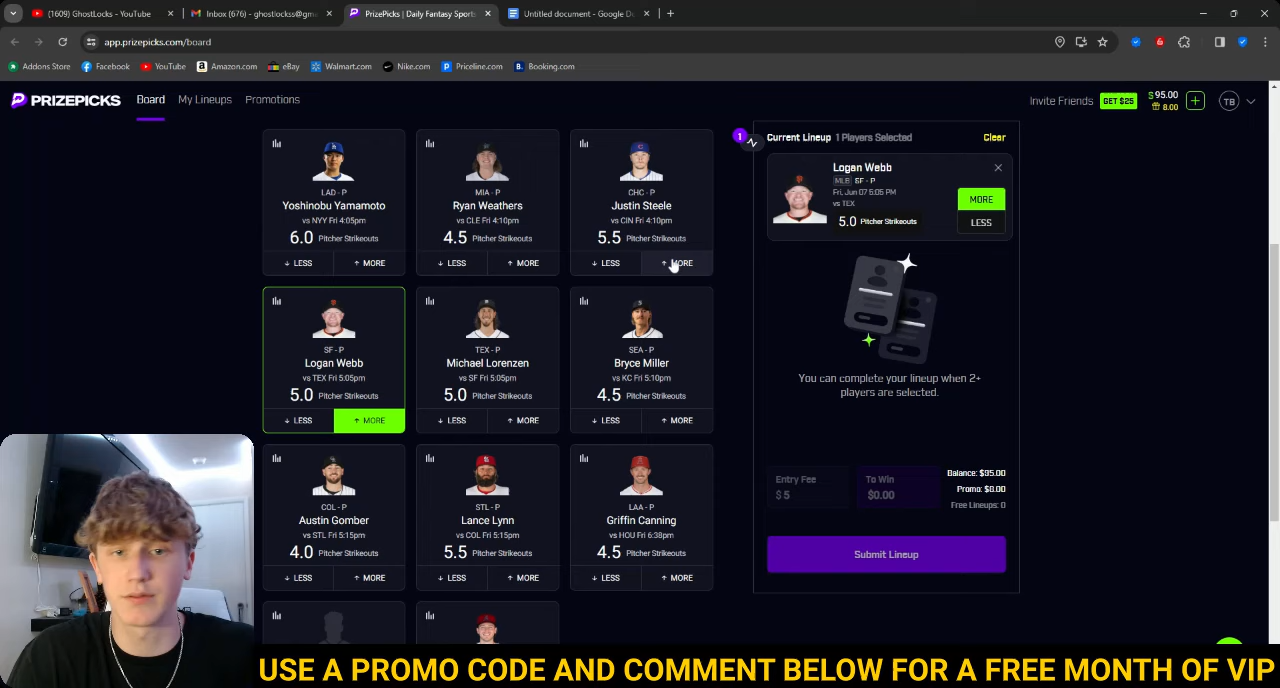 (1609) GhostLocks - YouTube
Inbox (676) - ghostlockss@gm
PrizePicks | Daily Fantasy Sports
Untitled document - Google D
app.prizepicks.com/board
Addons Store
Facebook
YouTube
Amazon.com
eBay
Walmart.com
Nike.com
Priceline.com
Booking.com
PRIZEPICKS
Board
My Lineups
Promotions
Invite Friends
GET $25
$95.00
8.00
TB
LAD - P
Yoshinobu Yamamoto
vs NYY Fri 4:05pm
6.0 Pitcher Strikeouts
↓ LESS ↑ MORE
MIA - P
Ryan Weathers
vs CLE Fri 4:10pm
4.5 Pitcher Strikeouts
↓ LESS ↑ MORE
CHC - P
Justin Steele
vs CIN Fri 4:10pm
5.5 Pitcher Strikeouts
↓ LESS ↑ MORE
SF - P
Logan Webb
vs TEX Fri 5:05pm
5.0 Pitcher Strikeouts
↓ LESS ↑ MORE
TEX - P
Michael Lorenzen
vs SF Fri 5:05pm
5.0 Pitcher Strikeouts
↓ LESS ↑ MORE
SEA - P
Bryce Miller
vs KC Fri 5:10pm
4.5 Pitcher Strikeouts
↓ LESS ↑ MORE
COL - P
Austin Gomber
vs STL Fri 5:15pm
4.0 Pitcher Strikeouts
↓ LESS ↑ MORE
STL - P
Lance Lynn
vs COL Fri 5:15pm
5.5 Pitcher Strikeouts
↓ LESS ↑ MORE
LAA - P
Griffin Canning
vs HOU Fri 6:38pm
4.5 Pitcher Strikeouts
↓ LESS ↑ MORE
1
Current Lineup 1 Players Selected
Clear
Logan Webb
MLB SF - P
Fri, Jun 07 5:05 PM
vs TEX
5.0 Pitcher Strikeouts
MORE
LESS
You can complete your lineup when 2+
players are selected.
Entry Fee
$ 5
To Win
$0.00
Balance: $95.00
Promo: $0.00
Free Lineups: 0
Submit Lineup
USE A PROMO CODE AND COMMENT BELOW FOR A FREE MONTH OF VIP